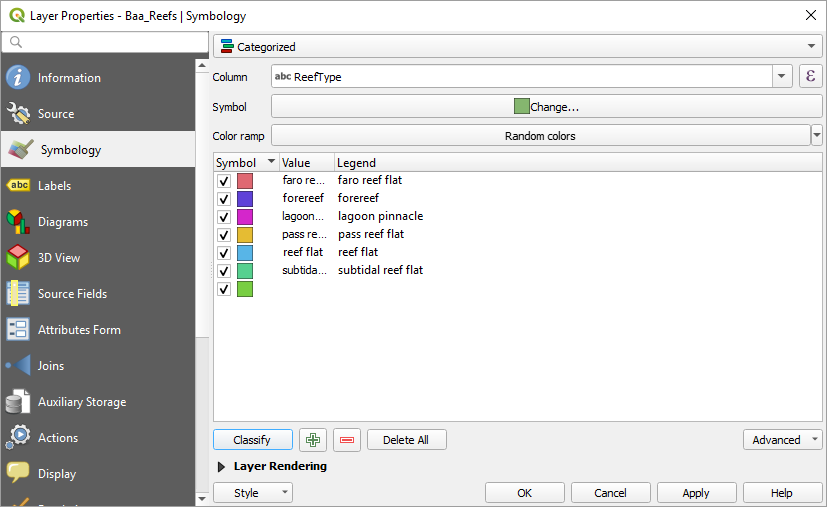 Layer Properties - Baa_Reefs | Symbology
Information
Source
Symbology
Labels
Diagrams
3D View
Source Fields
Attributes Form
Joins
Auxiliary Storage
Actions
Display
Categorized
Column
abc ReefType
ε
Symbol
Change...
Color ramp
Random colors
Symbol Value Legend
faro re... faro reef flat
forereef forereef
lagoon... lagoon pinnacle
pass re... pass reef flat
reef flat reef flat
subtida... subtidal reef flat
Classify Delete All Advanced
Layer Rendering
Style OK Cancel Apply Help